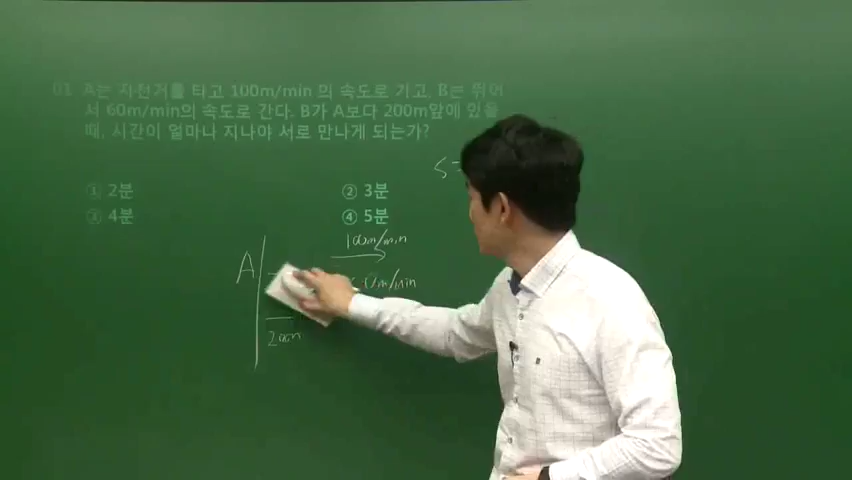 01 A는 자전거를 타고 100m/min 의 속도로 가고, B는 뛰어
서 60m/min의 속도로 간다. B가 A보다 200m앞에 있을
때, 시간이 얼마나 지나야 서로 만나게 되는가?
① 2분 ② 3분
③ 4분 ④ 5분
100m/min
A
m/min
200m